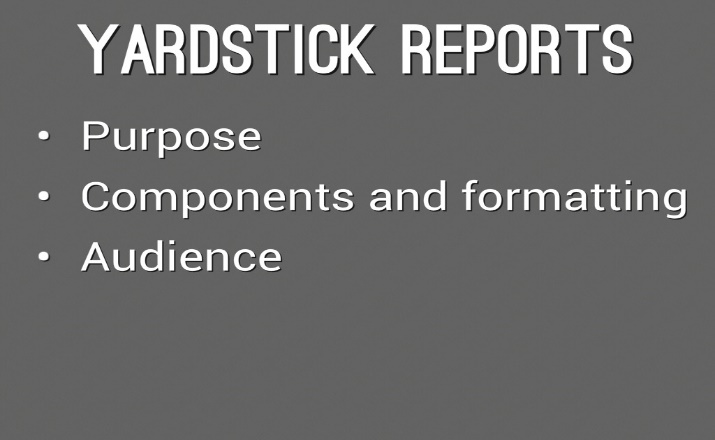 YARDSTICK REPORTS
• Purpose
• Components and formatting
• Audience